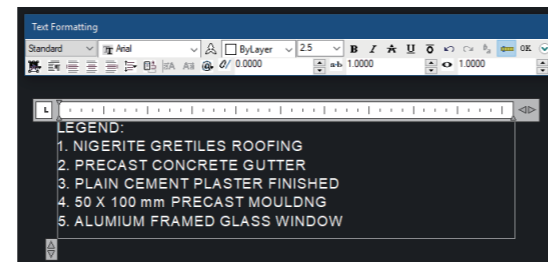 Text Formatting
Standard Arial ByLayer 2.5 B I A U O OK
0.0000 a•b 1.0000 1.0000
L
LEGEND:
1. NIGERITE GRETILES ROOFING
2. PRECAST CONCRETE GUTTER
3. PLAIN CEMENT PLASTER FINISHED
4. 50 X 100 mm PRECAST MOULDNG
5. ALUMIUM FRAMED GLASS WINDOW